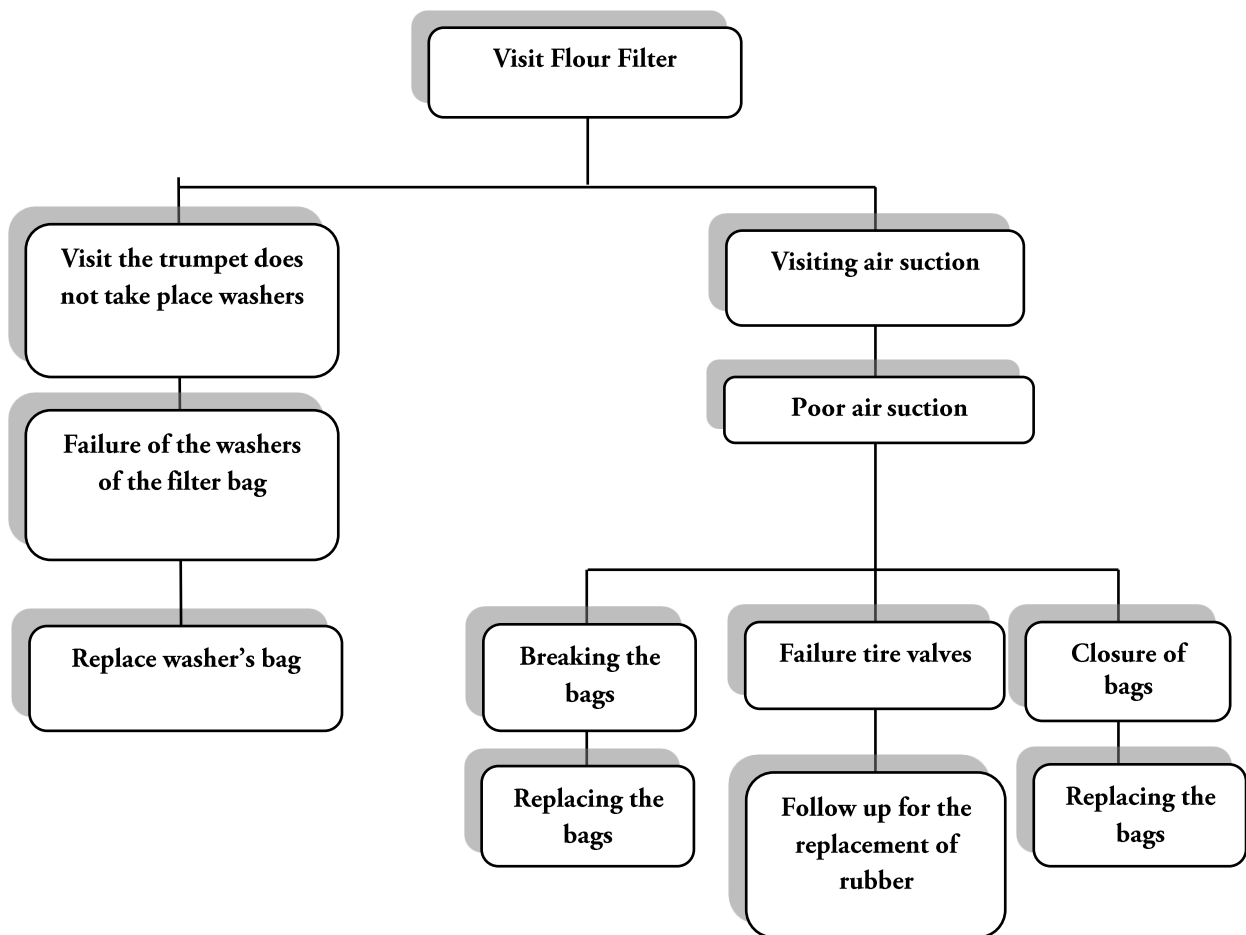 Visit Flour Filter
Visit the trumpet does
not take place washers
Visiting air suction
Failure of the washers
of the filter bag
Poor air suction
Replace washer’s bag
Breaking the
bags
Failure tire valves
Closure of
bags
Replacing the
bags
Follow up for the
replacement of
rubber
Replacing the
bags